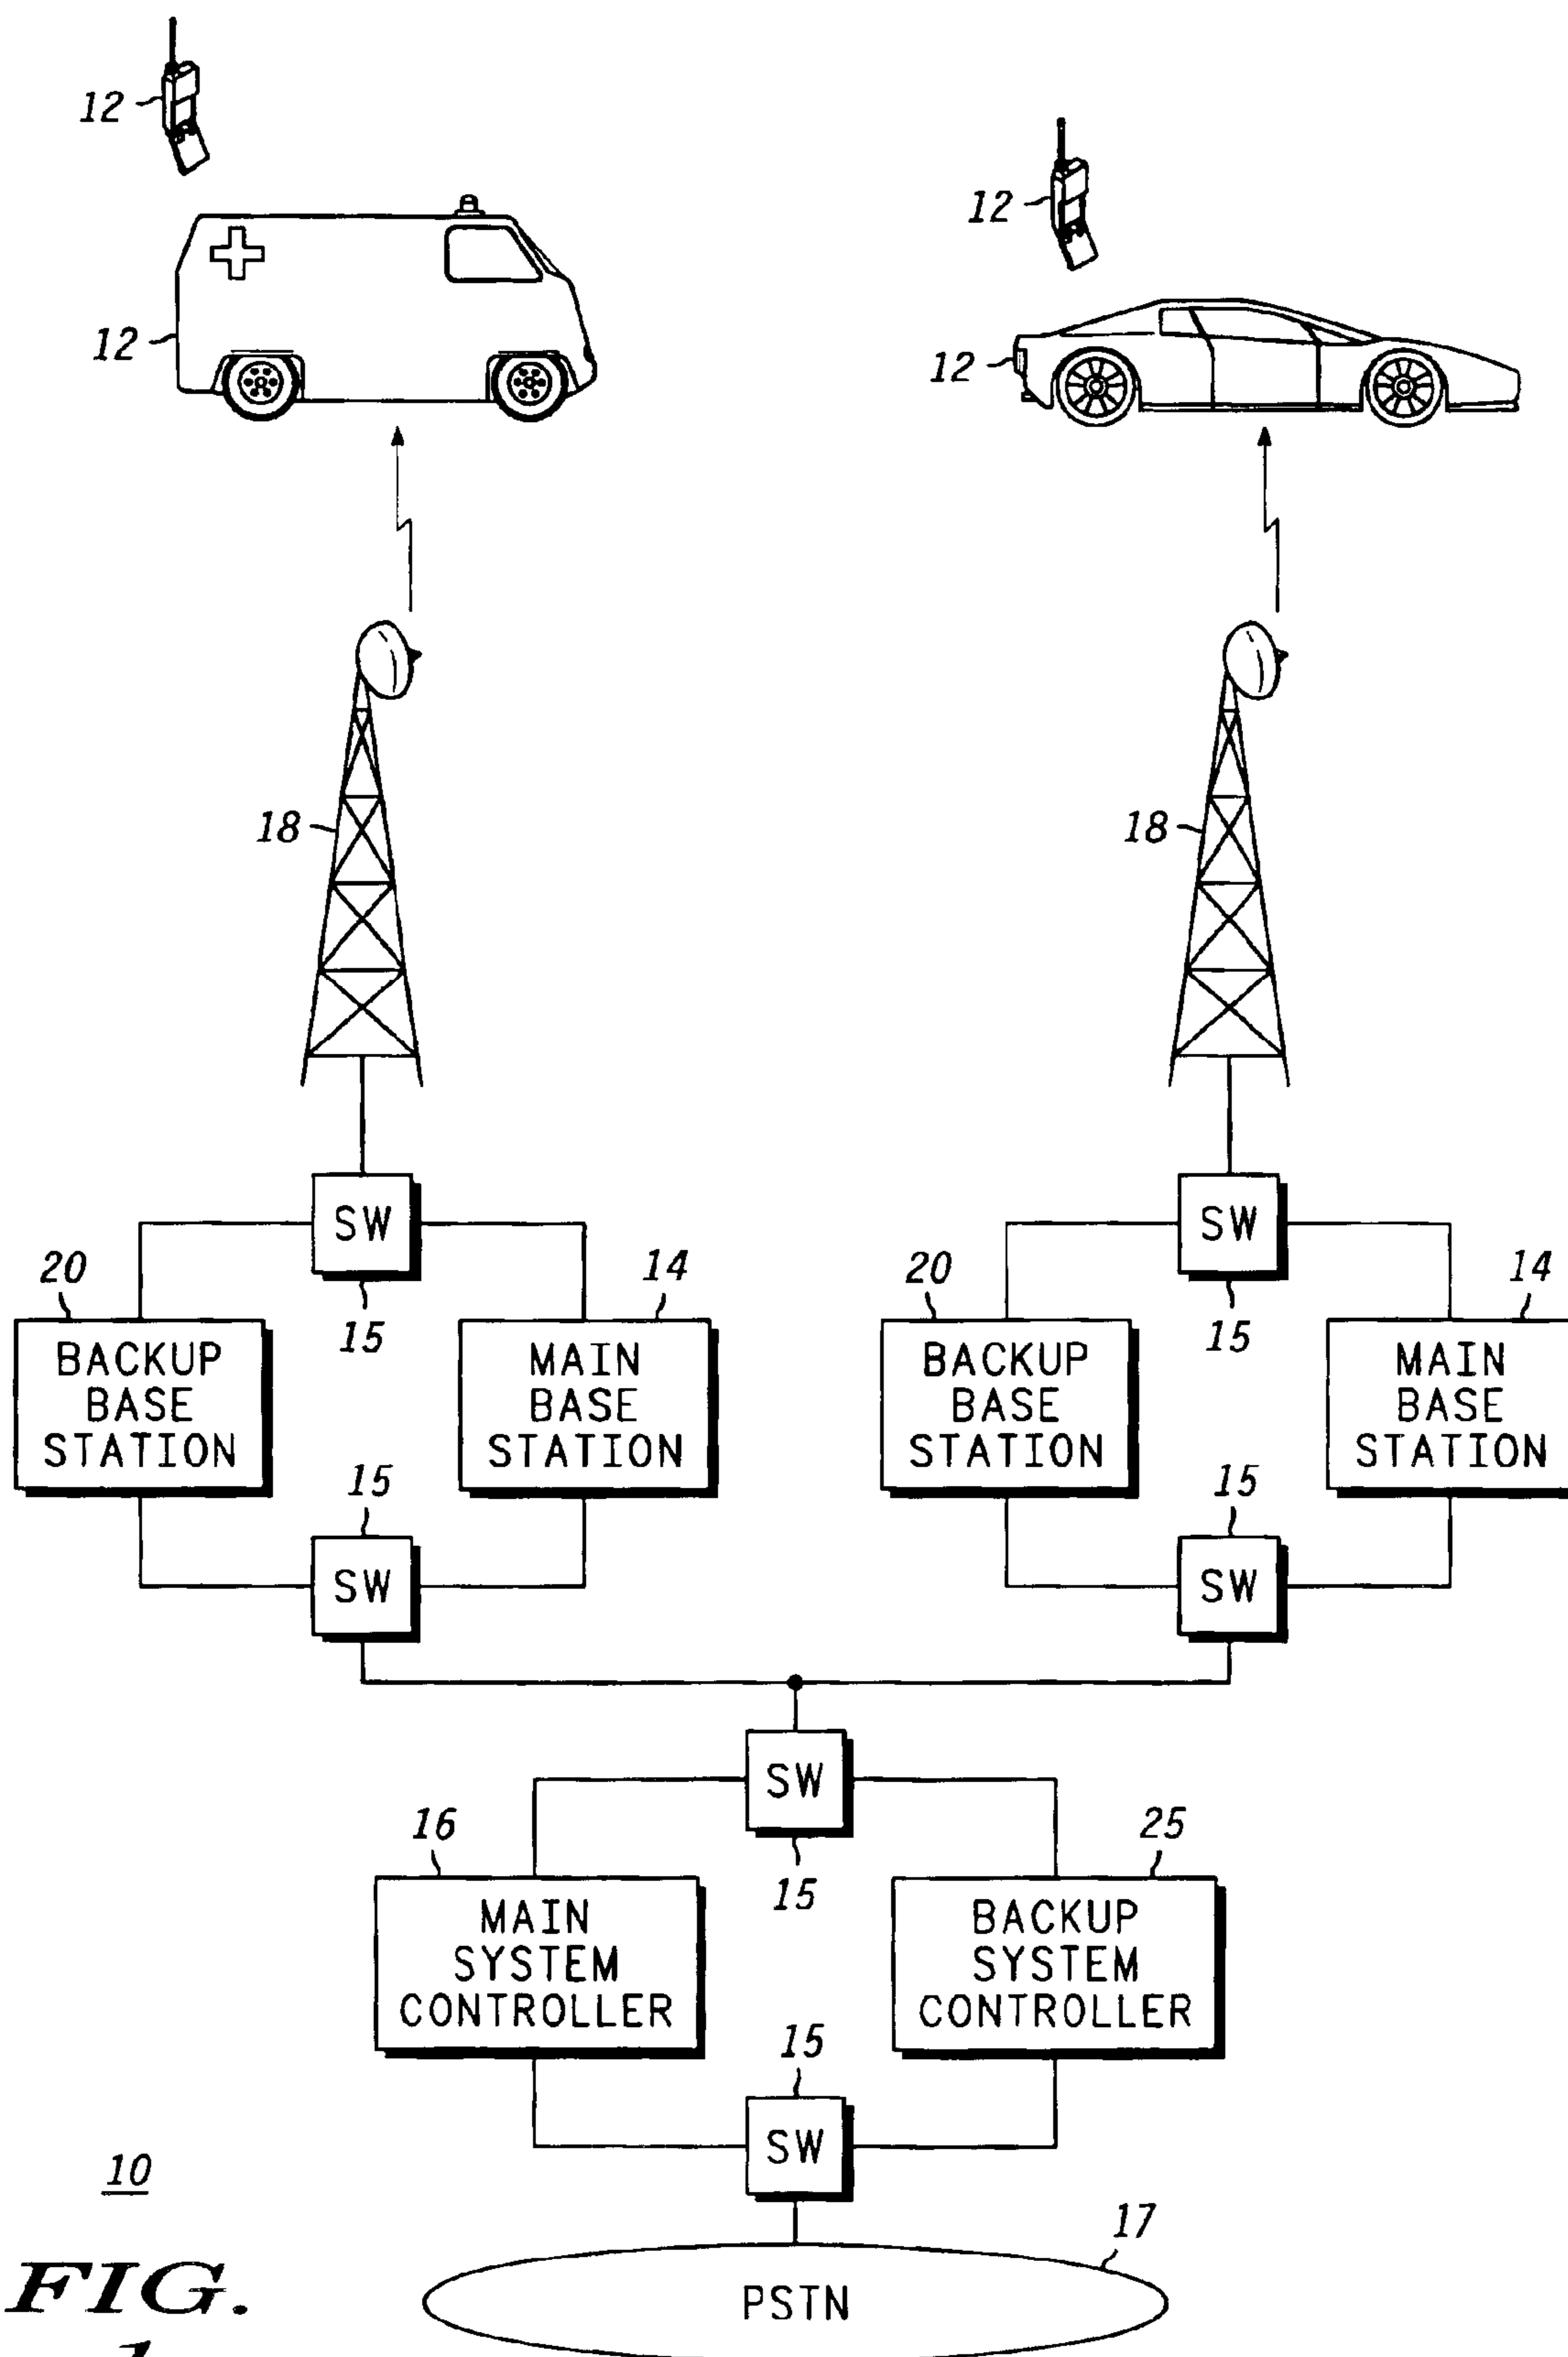 12
12
12
12
18
18
SW
SW
20
14
20
14
15
15
BACKUP
BASE
STATION
MAIN
BASE
STATION
BACKUP
BASE
STATION
MAIN
BASE
STATION
15
15
SW
SW
SW
16
25
15
MAIN
SYSTEM
CONTROLLER
BACKUP
SYSTEM
CONTROLLER
15
SW
10
17
FIG.
PSTN